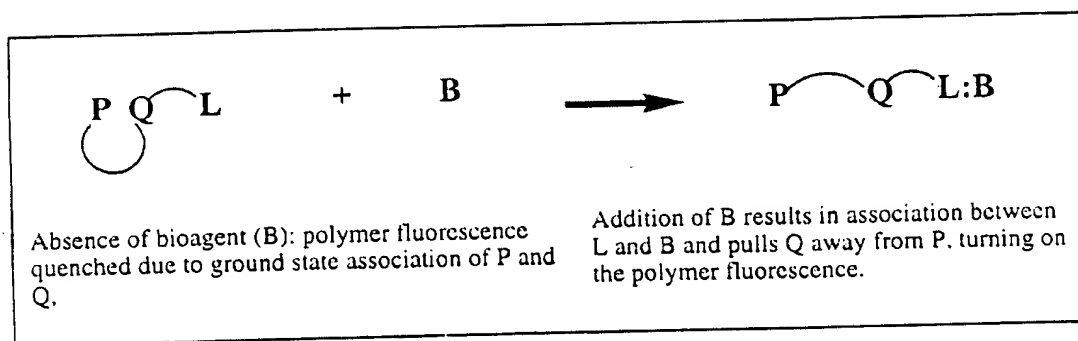 P Q L + B P Q L:B
Absence of bioagent (B): polymer fluorescence
quenched due to ground state association of P and
Q.
Addition of B results in association between
L and B and pulls Q away from P. turning on
the polymer fluorescence.